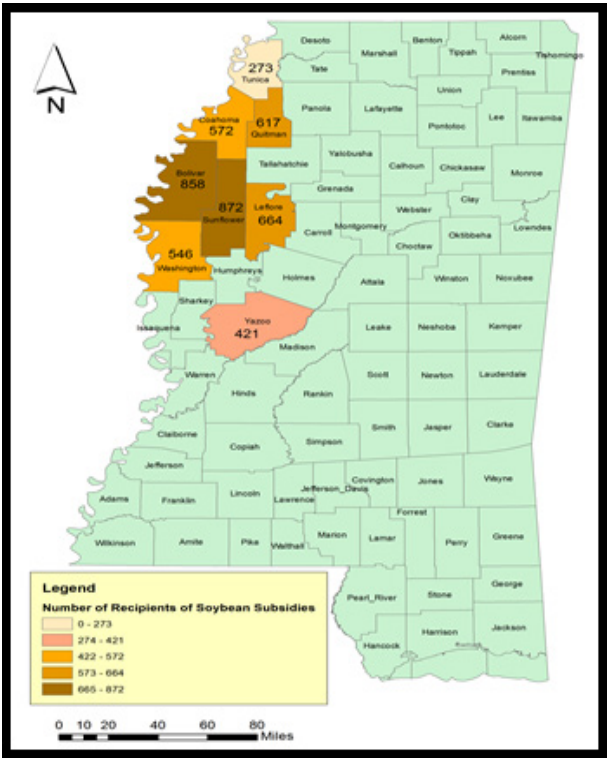 N
Desoto
Benton
Alcorn
Marshall
Tippah
Tishomingo
273
Tunica
Tate
Prentiss
Union
Panola
Lafayette
Lee
Itawamba
Coahoma
572
617
Quitman
Pontotoc
Yalobusha
Tallahatchie
Calhoun
Chickasaw
Monroe
Bolivar
858
Grenada
872
Sunflower
Leflore
664
Clay
Webster
Carroll
Montgomery
Lowndes
Oktibbeha
Choctaw
546
Washington
Humphreys
Holmes
Attala
Winston
Noxubee
Sharkey
Issaquena
Yazoo
421
Leake
Neshoba
Kemper
Madison
Warren
Scott
Newton
Lauderdale
Hinds
Rankin
Claiborne
Smith
Jasper
Clarke
Copiah
Simpson
Jefferson
Covington
Jones
Wayne
Jefferson_Davis
Lincoln
Lawrence
Adams
Franklin
Forrest
Wilkinson
Amite
Pike
Walthall
Marion
Lamar
Perry
Greene
George
Pearl_River
Stone
Jackson
Harrison
Hancock
Legend
Number of Recipients of Soybean Subsidies
0 - 273
274 - 421
422 - 572
573 - 664
665 - 872
0 10 20 40 60 80
Miles